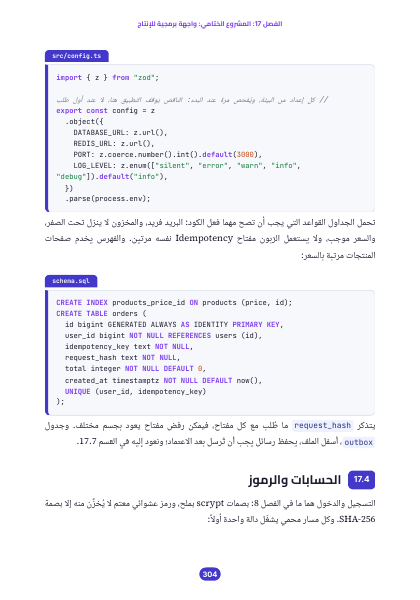 الفصل 17: المشروع الختامي: واجهة برمجية للإنتاج
src/config.ts
import { z } from "zod";
// كل إعداد من البيئة، ويُفحص مرة عند البدء: الناقص يوقف التطبيق هنا، لا عند أول طلب
export const config = z
.object({
DATABASE_URL: z.url(),
REDIS_URL: z.url(),
PORT: z.coerce.number().int().default(3000),
LOG_LEVEL: z.enum(["silent", "error", "warn", "info",
"debug"]).default("info"),
})
.parse(process.env);
تحمل الجداول القواعد التي يجب أن تصح مهما فعل الكود: البريد فريد، والمخزون لا ينزل تحت الصفر،
والسعر موجب، ولا يستعمل الزبون مفتاح Idempotency نفسه مرتين. والفهرس يخدم صفحات
المنتجات مرتبة بالسعر:
schema.sql
CREATE INDEX products_price_id ON products (price, id);
CREATE TABLE orders (
id bigint GENERATED ALWAYS AS IDENTITY PRIMARY KEY,
user_id bigint NOT NULL REFERENCES users (id),
idempotency_key text NOT NULL,
request_hash text NOT NULL,
total integer NOT NULL DEFAULT 0,
created_at timestamptz NOT NULL DEFAULT now(),
UNIQUE (user_id, idempotency_key)
);
يتذكر request_hash ما طُلب مع كل مفتاح، فيمكن رفض مفتاح يعود بجسم مختلف. وجدول
outbox، أسفل الملف، يحفظ رسائل يجب أن تُرسل بعد الاعتماد؛ ونعود إليه في القسم 17.7.
17.4 الحسابات والرموز
التسجيل والدخول هما ما في الفصل 8: بصمات scrypt بملح، ورمز عشوائي معتم لا يُخزَّن منه إلا بصمة
SHA-256. وكل مسار محمي يشغّل دالة واحدة أولاً:
304